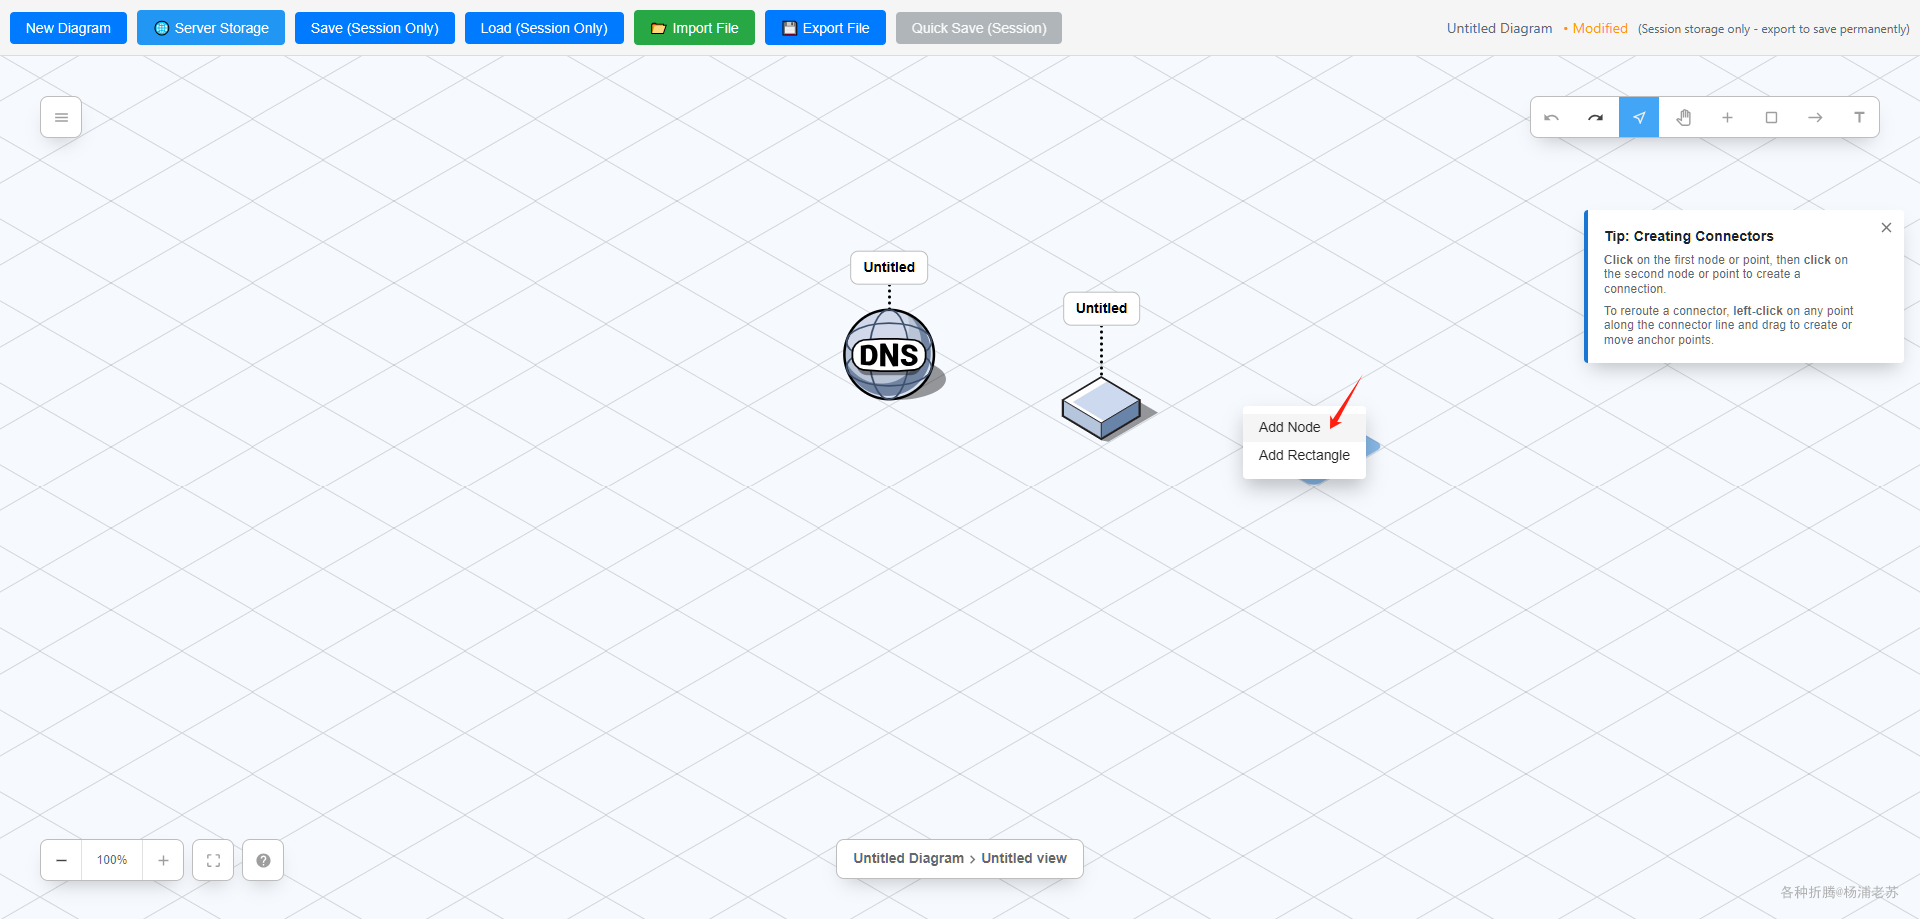 New Diagram
Server Storage
Save (Session Only)
Load (Session Only)
Import File
Export File
Quick Save (Session)
Untitled Diagram • Modified (Session storage only - export to save permanently)
T
Tip: Creating Connectors
Click on the first node or point, then click on
the second node or point to create a
connection.
To reroute a connector, left-click on any point
along the connector line and drag to create or
move anchor points.
Untitled
DNS
Untitled
Add Node
Add Rectangle
100%
Untitled Diagram › Untitled view
各种折腾@杨浦老苏